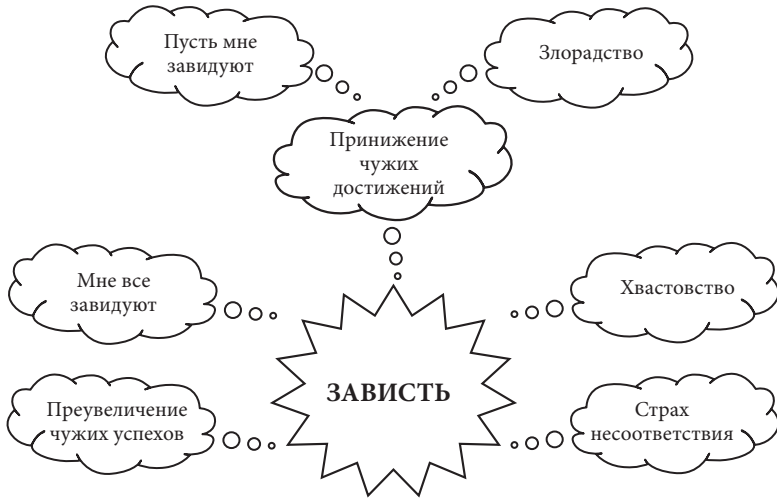 Пусть мне
завидуют
Злорадство
Принижение
чужих
достижений
Мне все
завидуют
Хвастовство
ЗАВИСТЬ
Преувеличение
чужих успехов
Страх
несоответствия